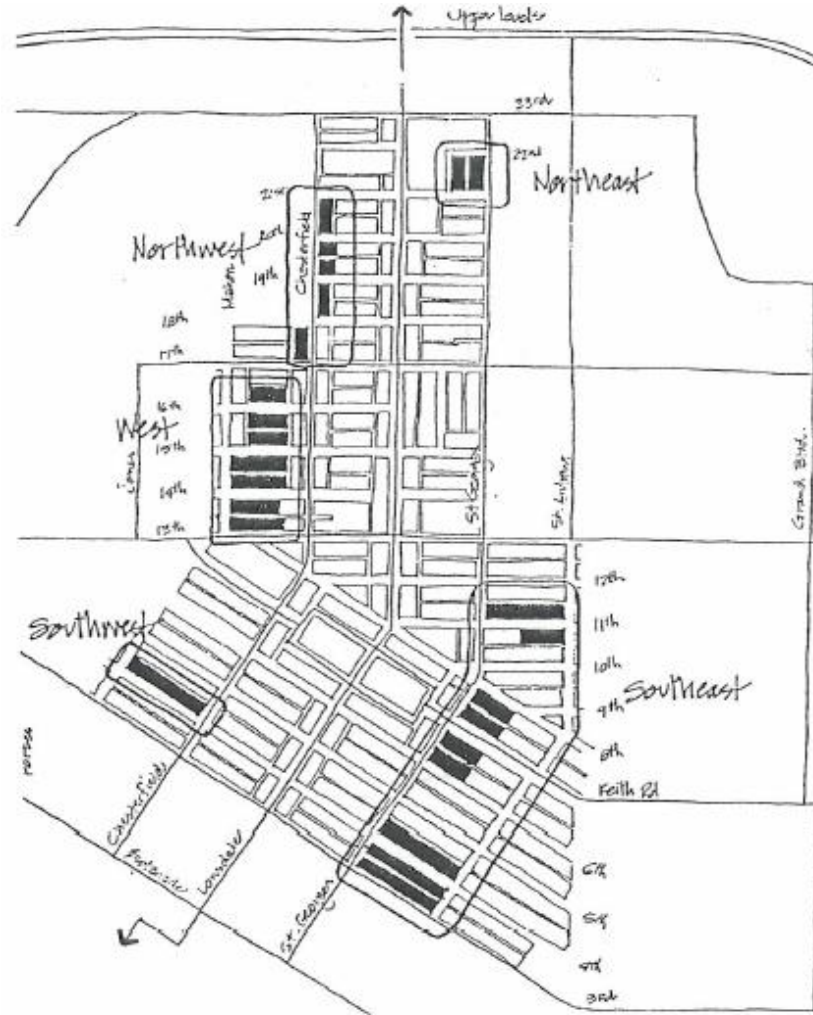 Upper Levels
33rd
22nd
Northeast
21st
20th
Northwest
Chesterfield
Mahon
19th
18th
17th
16th
West
15th
14th
13th
Jones
St. Georges
St. Andrews
Grand Blvd.
12th
11th
10th
Southwest
Southeast
9th
8th
Keith Rd
Chesterfield
Lonsdale
St. Georges
6th
5th
4th
3rd